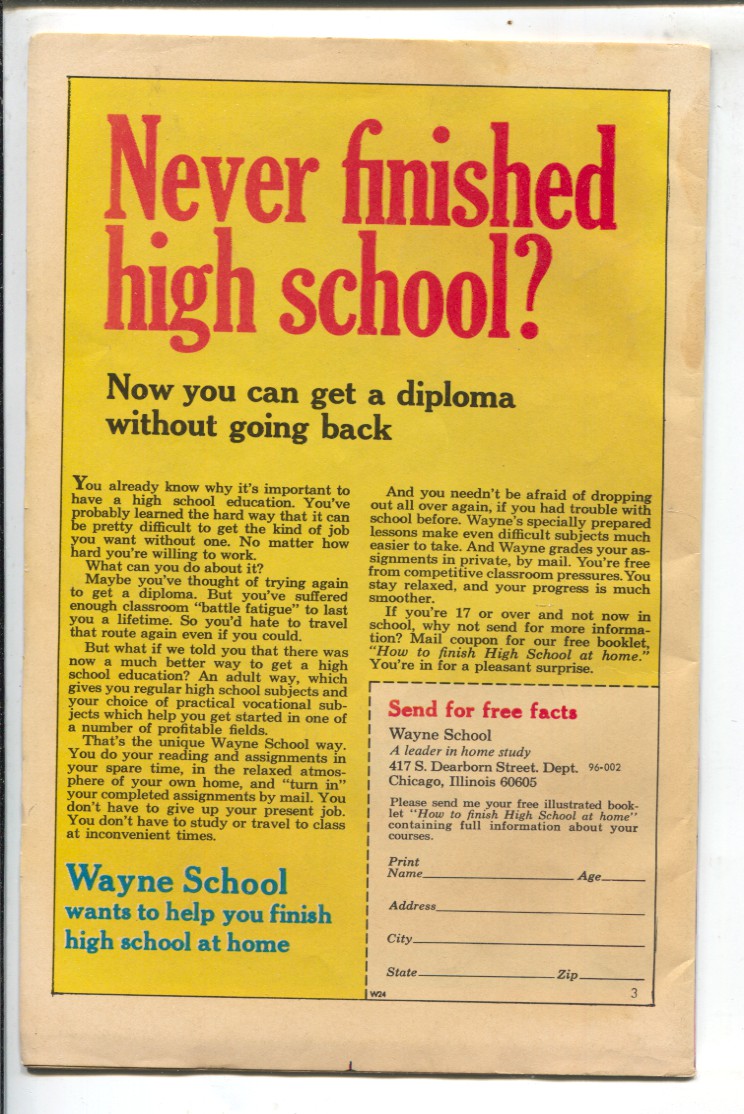 Never finished
high school?
Now you can get a diploma
without going back
You already know why it's important to
have a high school education. You've
probably learned the hard way that it can
be pretty difficult to get the kind of job
you want without one. No matter how
hard you're willing to work.
What can you do about it?
Maybe you've thought of trying again
to get a diploma. But you've suffered
enough classroom "battle fatigue" to last
you a lifetime. So you'd hate to travel
that route again even if you could.
But what if we told you that there was
now a much better way to get a high
school education? An adult way, which
gives you regular high school subjects and
your choice of practical vocational sub-
jects which help you get started in one of
a number of profitable fields.
That's the unique Wayne School way.
You do your reading and assignments in
your spare time, in the relaxed atmos-
phere of your own home, and "turn in"
your completed assignments by mail. You
don't have to give up your present job.
You don't have to study or travel to class
at inconvenient times.
Wayne School
wants to help you finish
high school at home
And you needn't be afraid of dropping
out all over again, if you had trouble with
school before. Wayne's specially prepared
lessons make even difficult subjects much
easier to take. And Wayne grades your as-
signments in private, by mail. You're free
from competitive classroom pressures. You
stay relaxed, and your progress is much
smoother.
If you're 17 or over and not now in
school, why not send for more informa-
tion? Mail coupon for our free booklet,
"How to finish High School at home."
You're in for a pleasant surprise.
Send for free facts
Wayne School
A leader in home study
417 S. Dearborn Street. Dept. 96-002
Chicago, Illinois 60605
Please send me your free illustrated book-
let "How to finish High School at home"
containing full information about your
courses.
Print
Name Age
Address
City
State Zip
W24 3